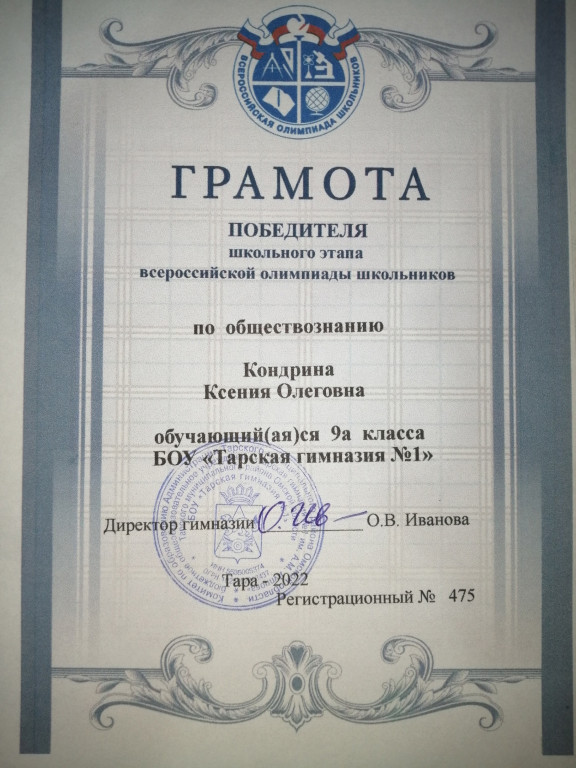 ВСЕРОССИЙСКАЯ ОЛИМПИАДА ШКОЛЬНИКОВ
ГРАМОТА
ПОБЕДИТЕЛЯ
школьного этапа
всероссийской олимпиады школьников
по обществознанию
Кондрина
Ксения Олеговна
обучающий(ая)ся 9а класса
БОУ «Тарская гимназия №1»
Директор гимназии О.В. Иванова
Тара - 2022
Регистрационный № 475